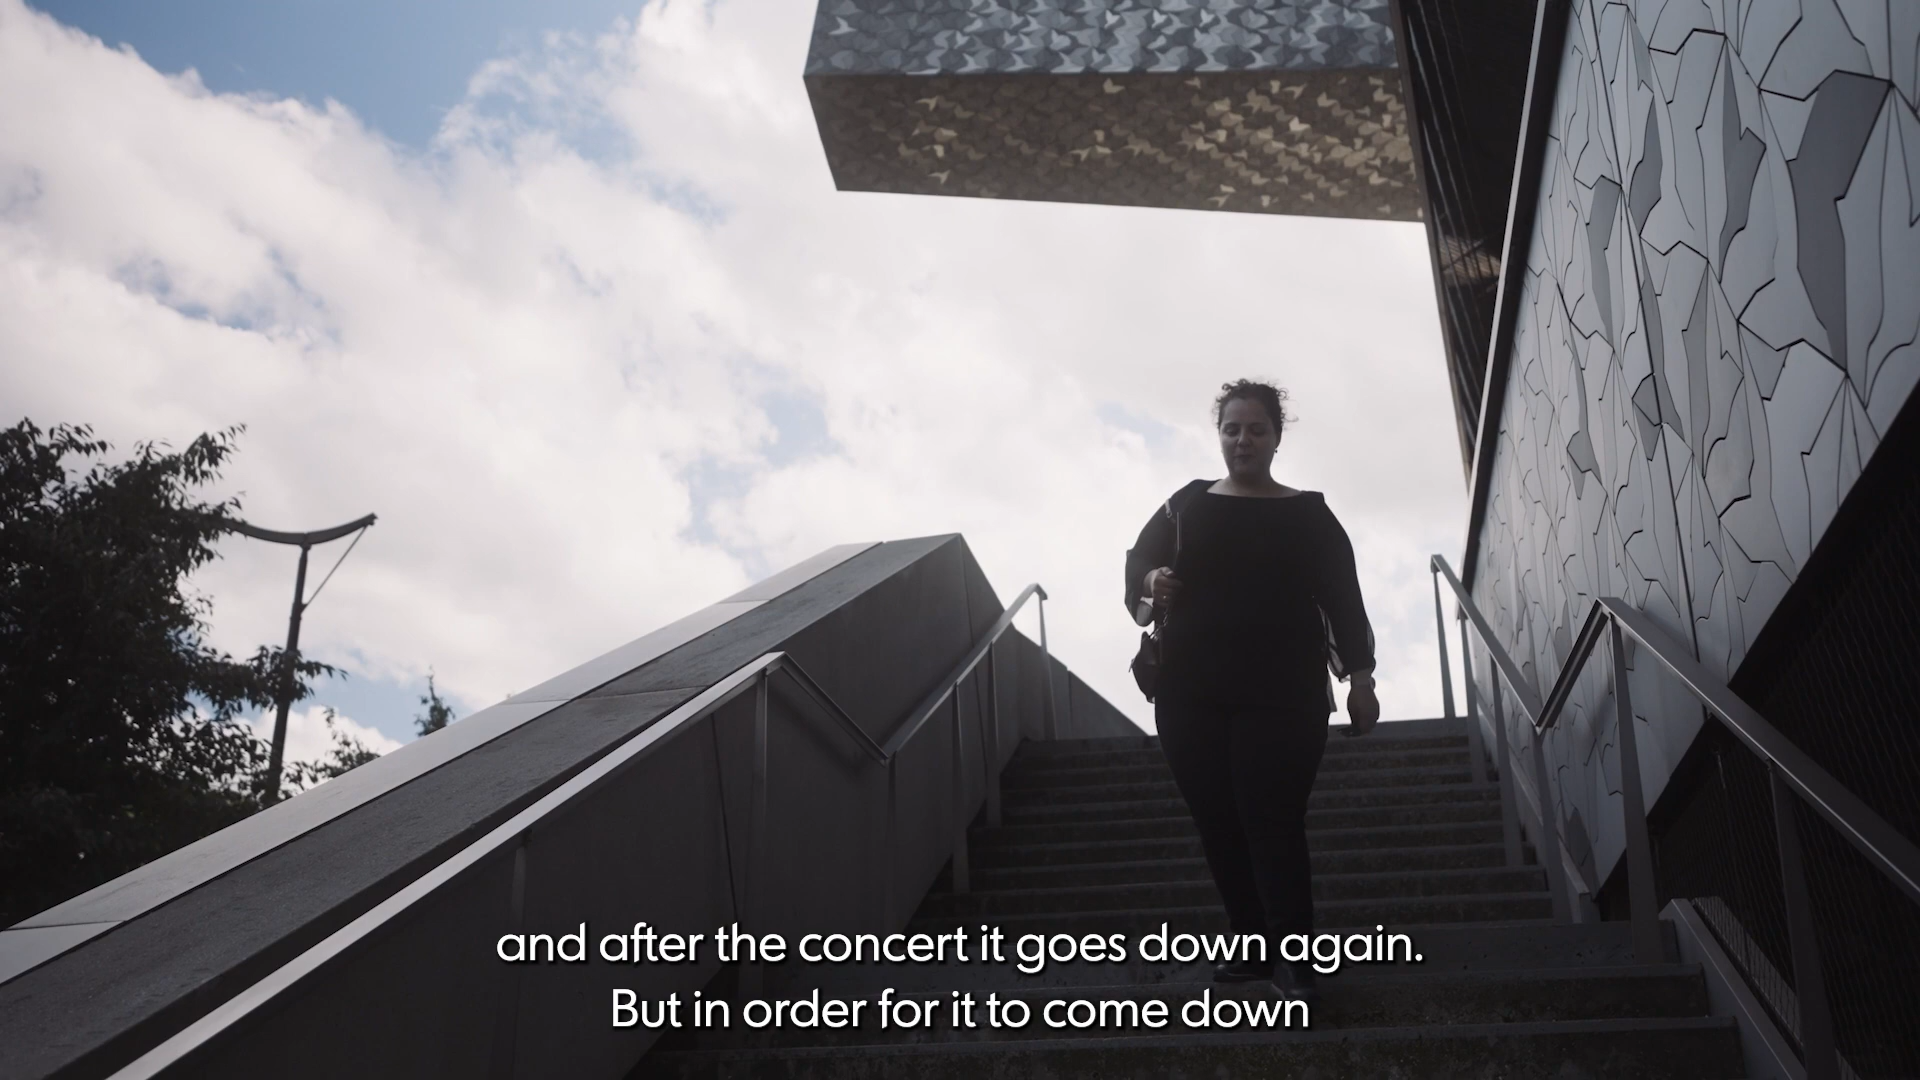 and after the concert it goes down again.
But in order for it to come down